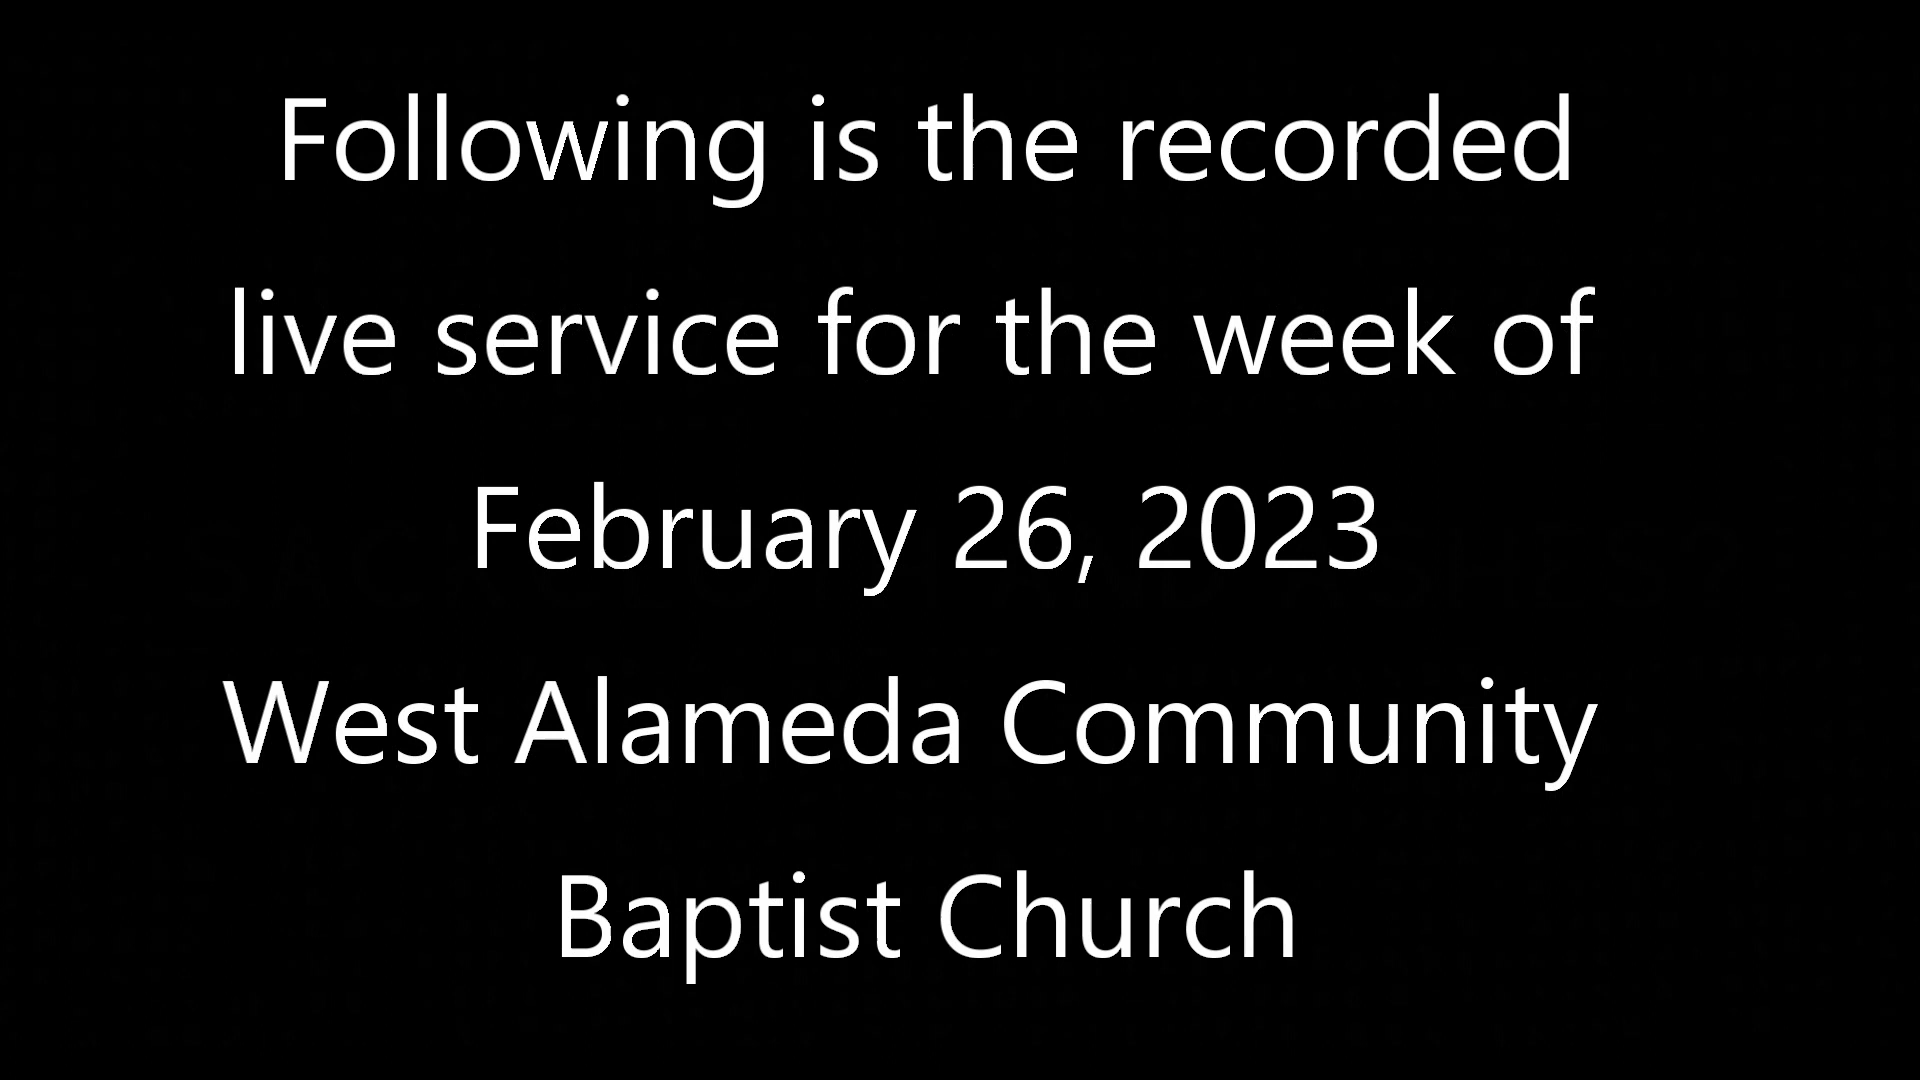 Following is the recorded
live service for the week of
February 26, 2023
West Alameda Community
Baptist Church